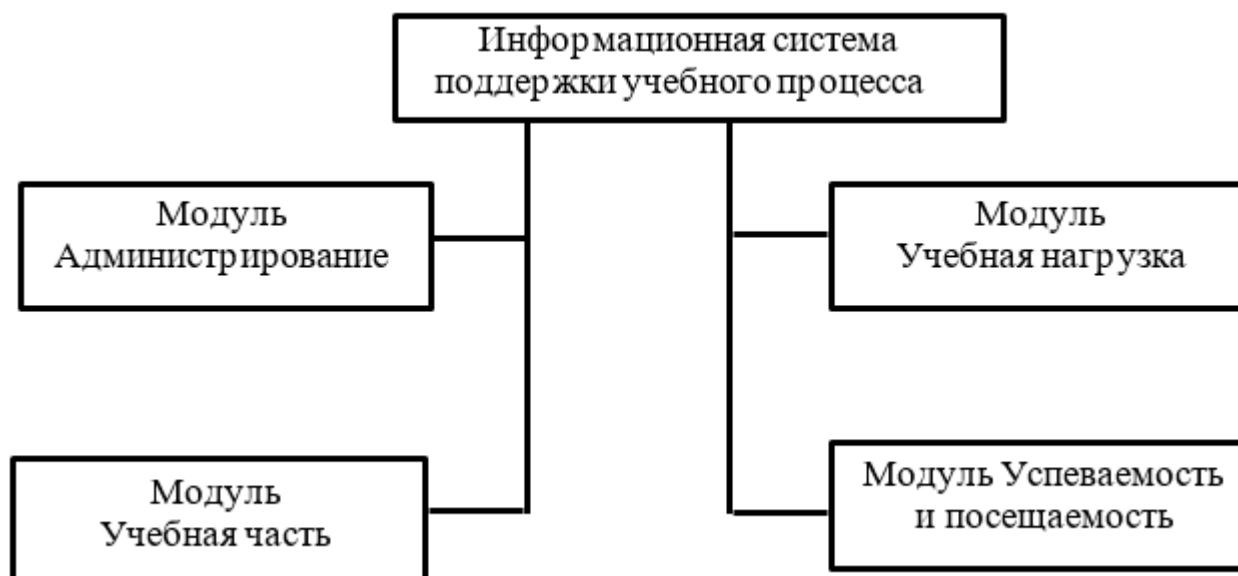 Информационная система
поддержки учебного процесса
Модуль
Администрирование
Модуль
Учебная нагрузка
Модуль
Учебная часть
Модуль Успеваемость
и посещаемость